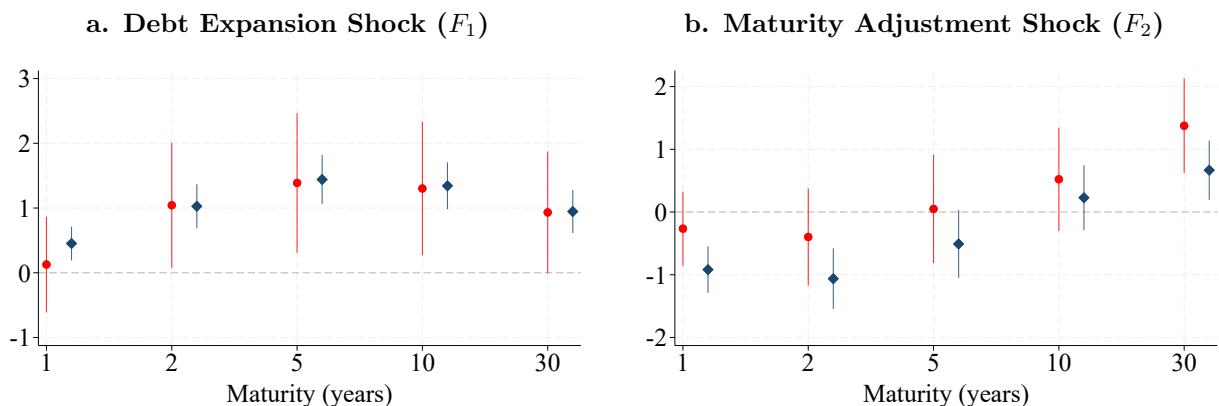 a. Debt Expansion Shock (F₁)
3
2
1
0
-1
1 2 5 10 30
Maturity (years)
b. Maturity Adjustment Shock (F₂)
2
1
0
-1
-2
1 2 5 10 30
Maturity (years)